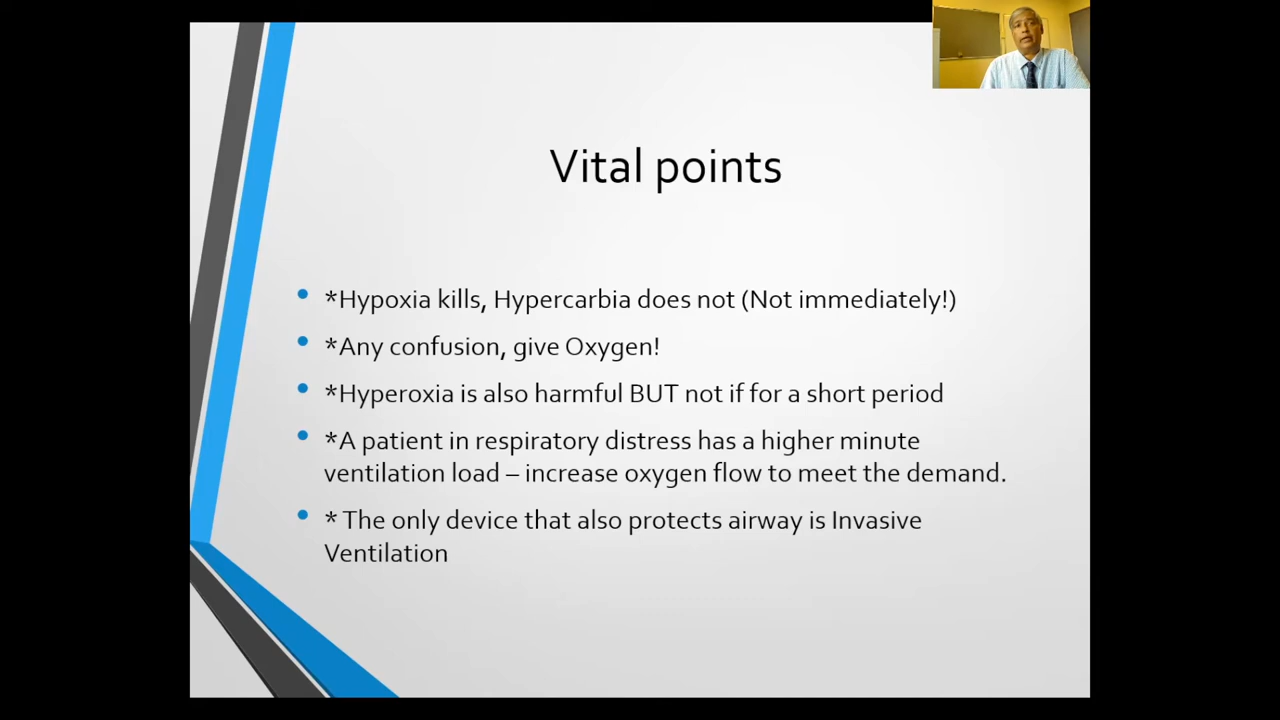 Vital points
*Hypoxia kills, Hypercarbia does not (Not immediately!)
*Any confusion, give Oxygen!
*Hyperoxia is also harmful BUT not if for a short period
*A patient in respiratory distress has a higher minute
ventilation load – increase oxygen flow to meet the demand.
* The only device that also protects airway is Invasive
Ventilation